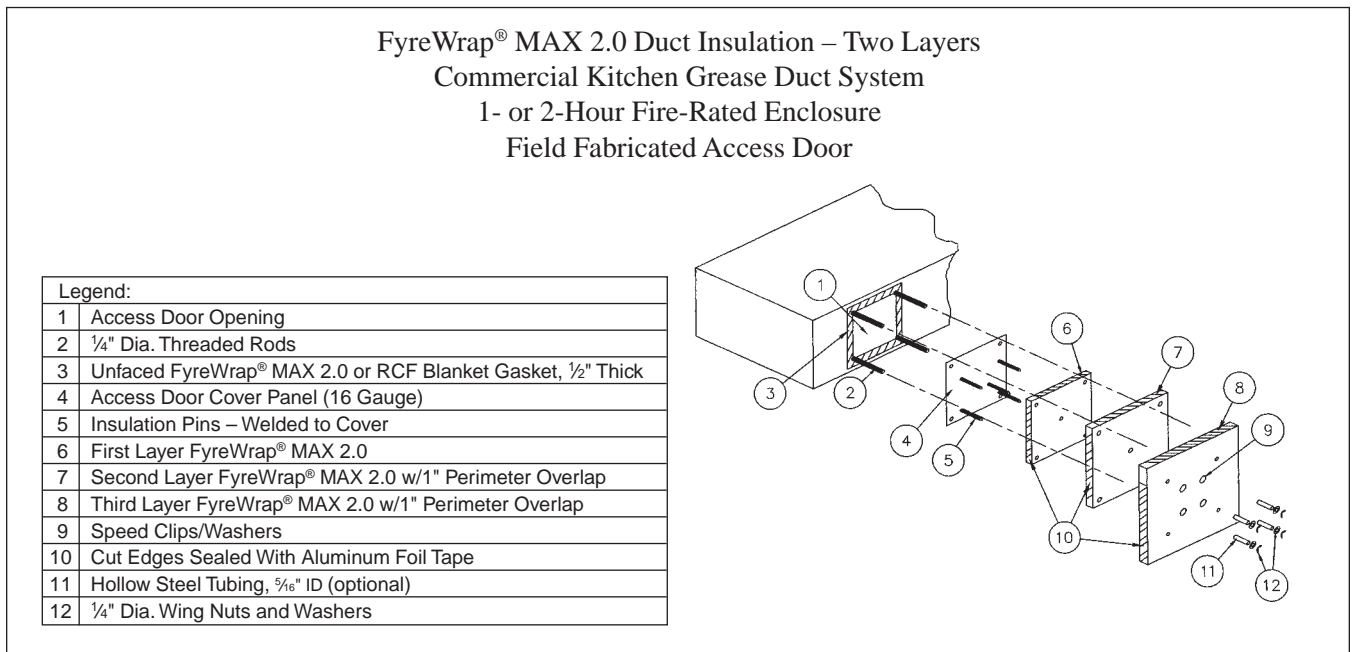 FyreWrap® MAX 2.0 Duct Insulation – Two Layers
Commercial Kitchen Grease Duct System
1- or 2-Hour Fire-Rated Enclosure
Field Fabricated Access Door
Legend:
1 Access Door Opening
2 ¼" Dia. Threaded Rods
3 Unfaced FyreWrap® MAX 2.0 or RCF Blanket Gasket, ½" Thick
4 Access Door Cover Panel (16 Gauge)
5 Insulation Pins – Welded to Cover
6 First Layer FyreWrap® MAX 2.0
7 Second Layer FyreWrap® MAX 2.0 w/1" Perimeter Overlap
8 Third Layer FyreWrap® MAX 2.0 w/1" Perimeter Overlap
9 Speed Clips/Washers
10 Cut Edges Sealed With Aluminum Foil Tape
11 Hollow Steel Tubing, 5⁄16" ID (optional)
12 ¼" Dia. Wing Nuts and Washers
1
2
3
4
5
6
7
8
9
10
11
12